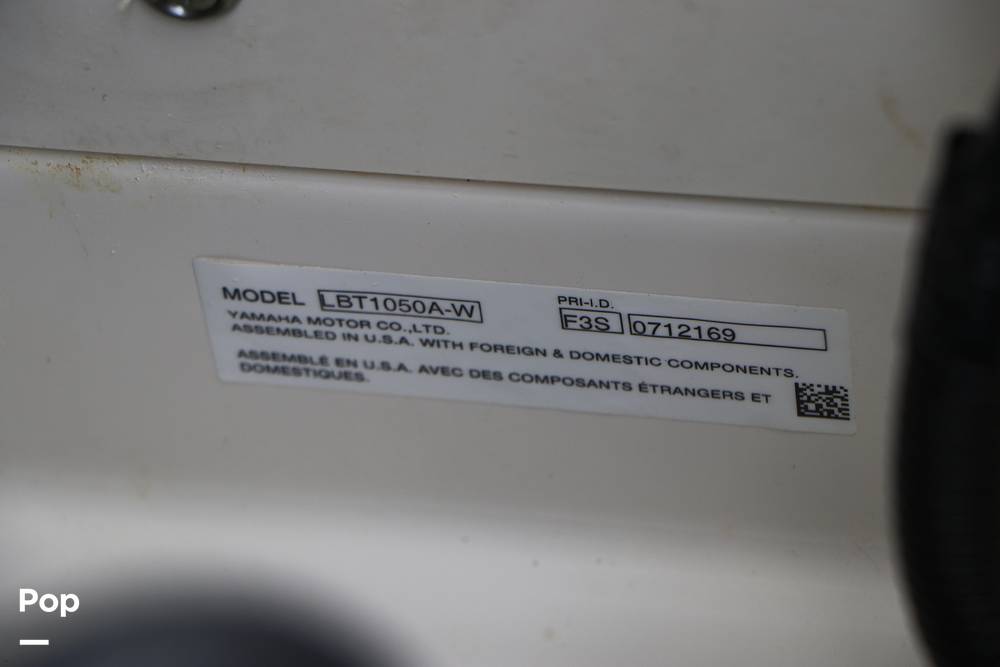 MODEL LBT1050A-W
PRI-I.D.
F3S 0712169
YAMAHA MOTOR CO.,LTD.
ASSEMBLED IN U.S.A. WITH FOREIGN & DOMESTIC COMPONENTS.
ASSEMBLÉ EN U.S.A. AVEC DES COMPOSANTS ÉTRANGERS ET
DOMESTIQUES.
Pop